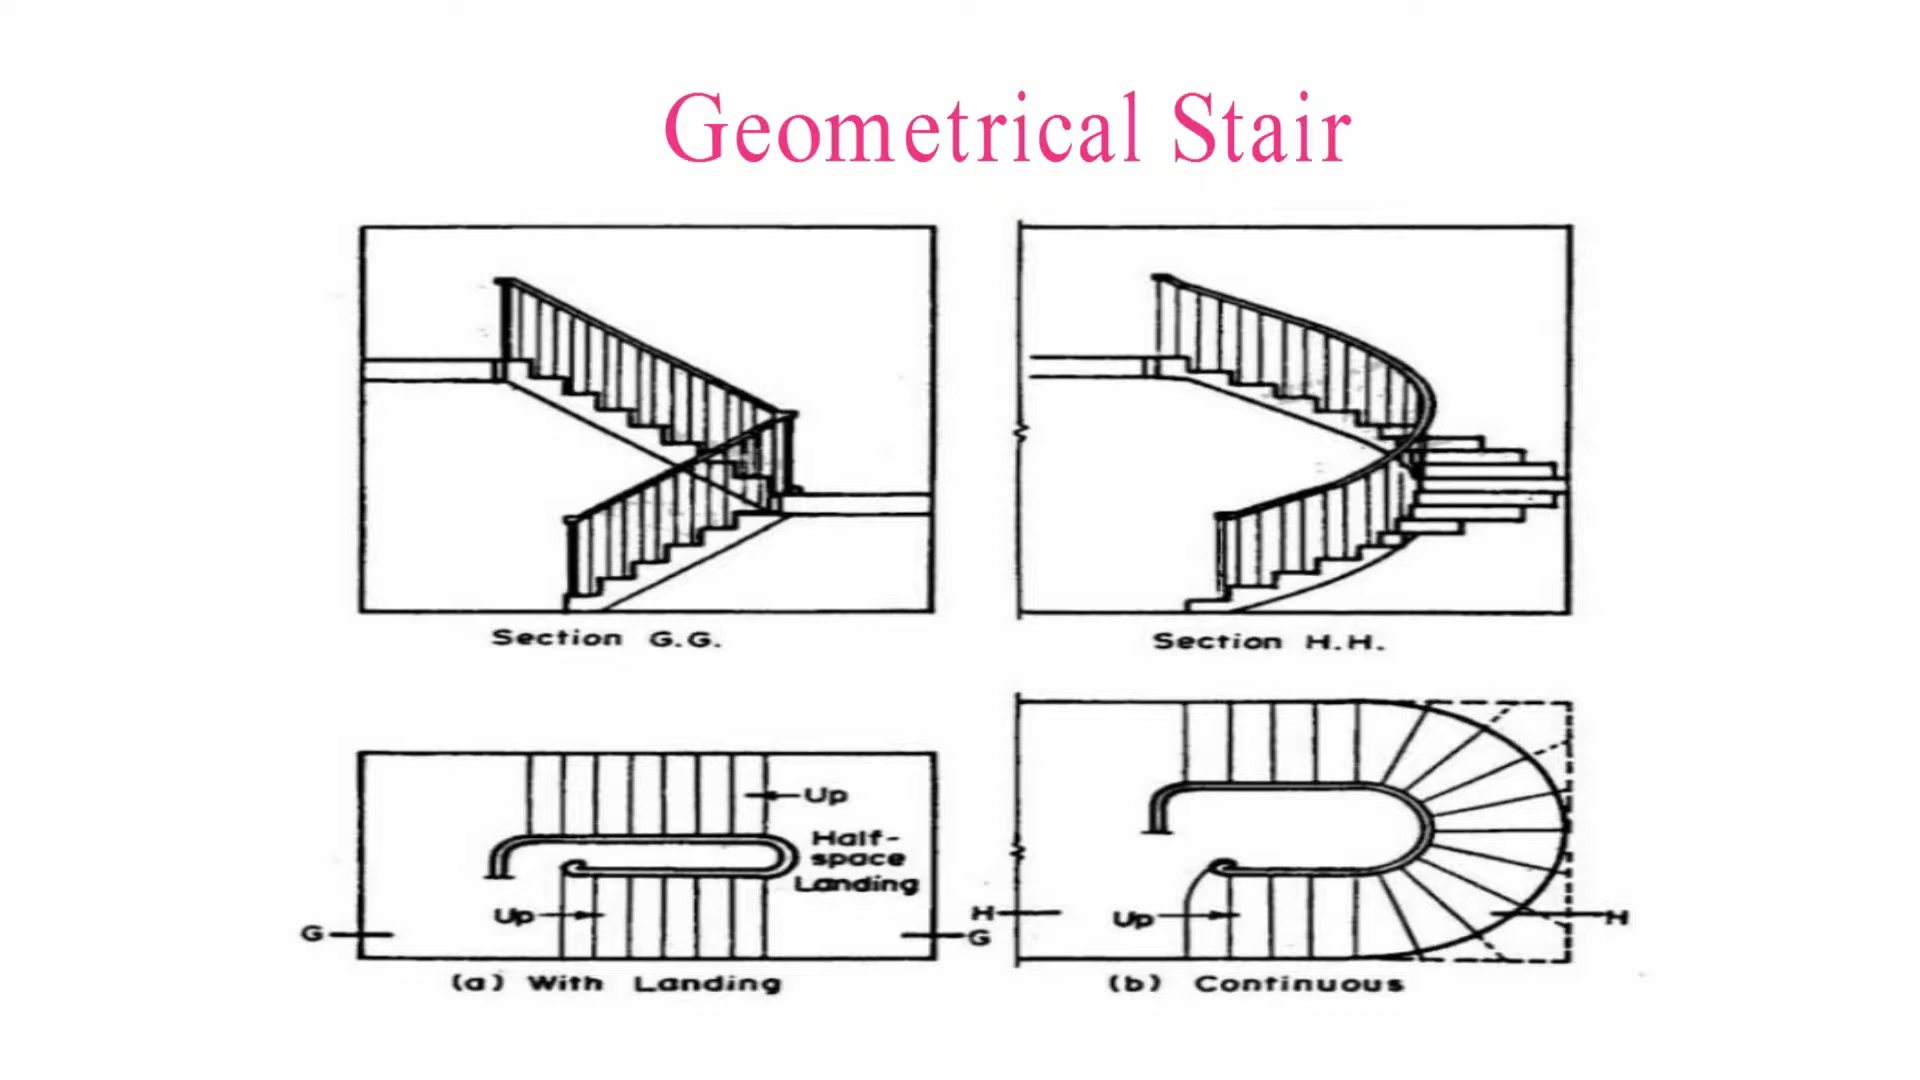 Geometrical Stair
Section G.G.
Section H.H.
Up
Half-
space
Landing
Up
G
G
(a) With Landing
H
Up
H
(b) Continuous